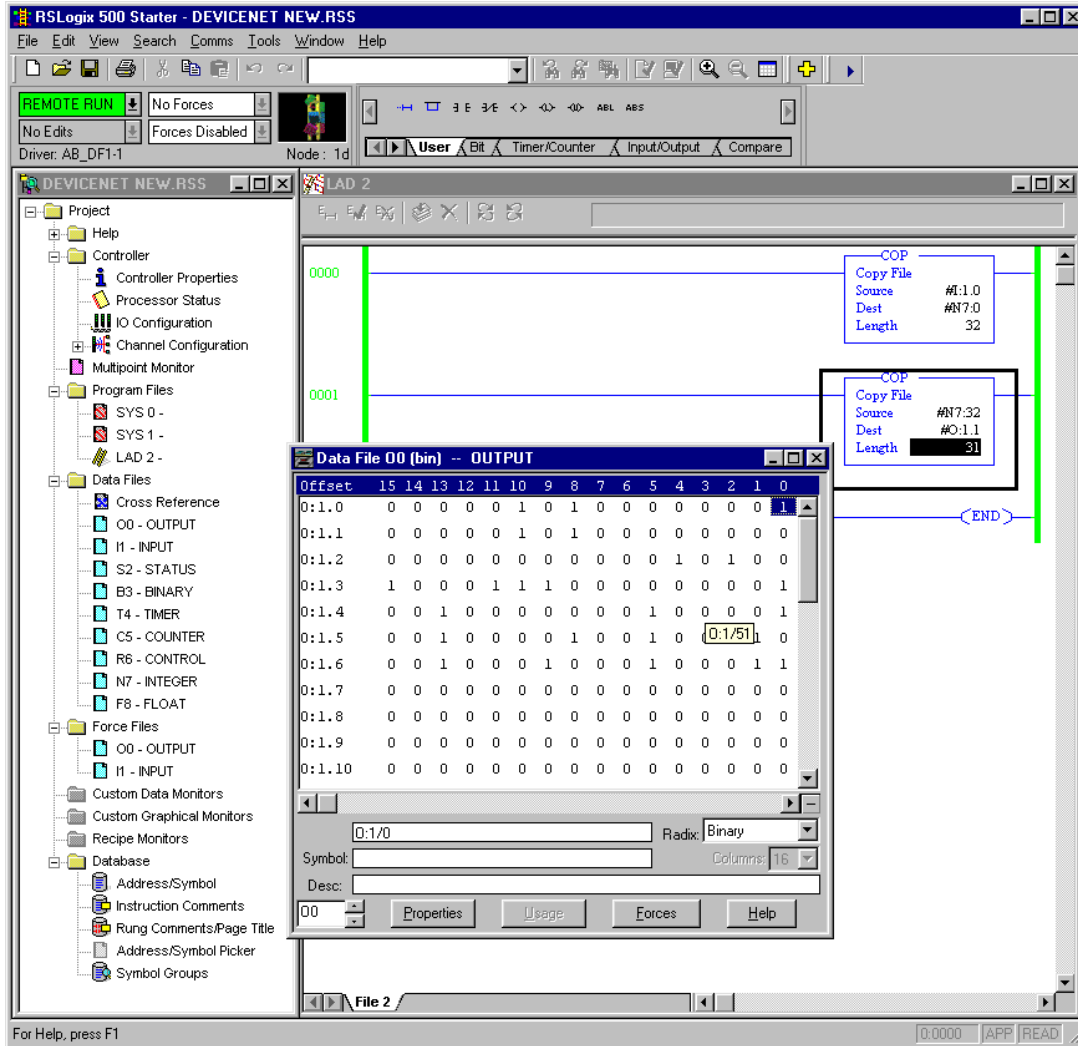 RSLogix 500 Starter - DEVICENET NEW.RSS
File Edit View Search Comms Tools Window Help
REMOTE RUN No Forces
No Edits Forces Disabled
Driver: AB_DF1-1 Node : 1d
ABL ABS
User Bit Timer/Counter Input/Output Compare
DEVICENET NEW.RSS
Project
Help
Controller
Controller Properties
Processor Status
IO Configuration
Channel Configuration
Multipoint Monitor
Program Files
SYS 0 -
SYS 1 -
LAD 2 -
Data Files
Cross Reference
O0 - OUTPUT
I1 - INPUT
S2 - STATUS
B3 - BINARY
T4 - TIMER
C5 - COUNTER
R6 - CONTROL
N7 - INTEGER
F8 - FLOAT
Force Files
O0 - OUTPUT
I1 - INPUT
Custom Data Monitors
Custom Graphical Monitors
Recipe Monitors
Database
Address/Symbol
Instruction Comments
Rung Comments/Page Title
Address/Symbol Picker
Symbol Groups
LAD 2
0000
COP
Copy File
Source #I:1.0
Dest #N7:0
Length 32
0001
COP
Copy File
Source #N7:32
Dest #O:1.1
Length 31
END
Data File O0 (bin) -- OUTPUT
Offset 15 14 13 12 11 10 9 8 7 6 5 4 3 2 1 0
O:1.0 0 0 0 0 0 1 0 1 0 0 0 0 0 0 0 1
O:1.1 0 0 0 0 0 1 0 1 0 0 0 0 0 0 0 0
O:1.2 0 0 0 0 0 0 0 0 0 0 0 1 0 1 0 0
O:1.3 1 0 0 0 1 1 1 1 0 0 0 0 0 0 0 1
O:1.4 0 0 1 0 0 0 0 0 0 0 1 0 0 0 0 1
O:1.5 0 0 1 0 0 0 0 1 0 0 1 0 O:1/51 1 0
O:1.6 0 0 1 0 0 0 1 0 0 0 1 0 0 0 1 1
O:1.7 0 0 0 0 0 0 0 0 0 0 0 0 0 0 0 0
O:1.8 0 0 0 0 0 0 0 0 0 0 0 0 0 0 0 0
O:1.9 0 0 0 0 0 0 0 0 0 0 0 0 0 0 0 0
O:1.10 0 0 0 0 0 0 0 0 0 0 0 0 0 0 0 0
O:1/0 Radix: Binary
Symbol: Columns: 16
Desc:
O0 Properties Usage Forces Help
File 2
For Help, press F1 0:0000 APP READ